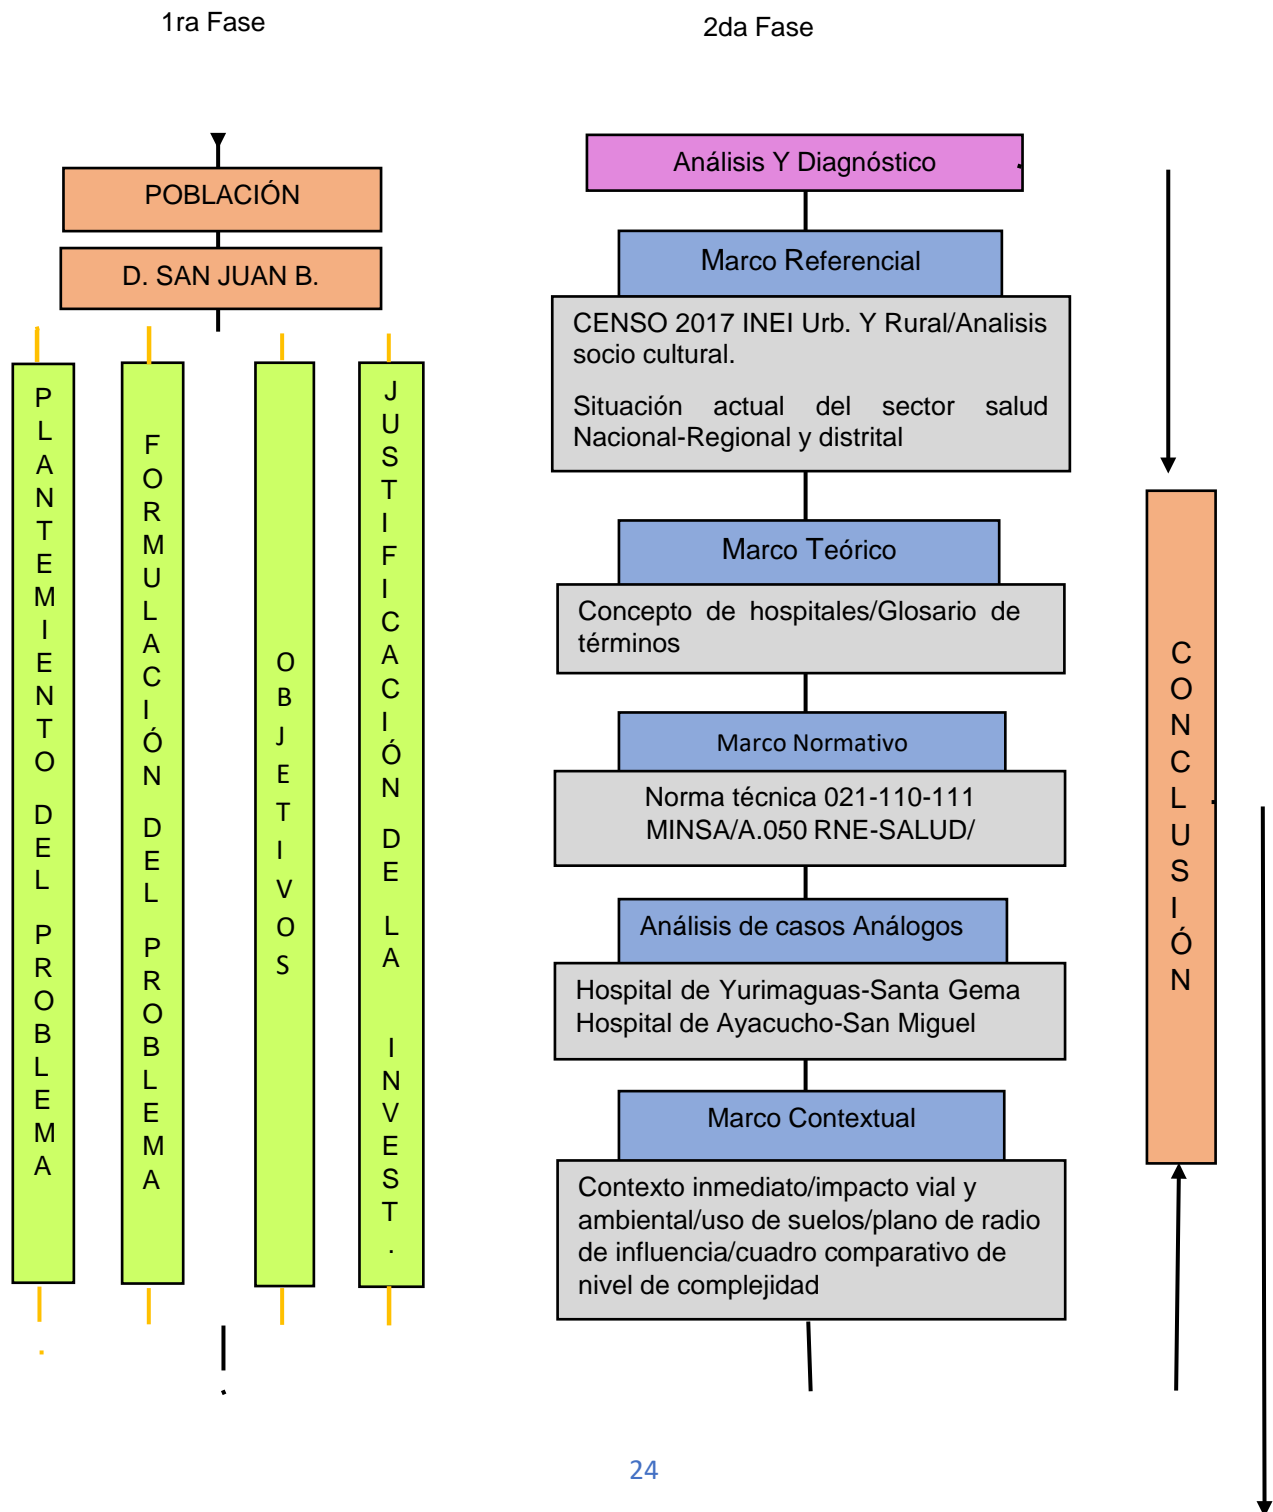 1ra Fase
2da Fase
POBLACIÓN
D. SAN JUAN B.
PLANTEMIENTO DEL PROBLEMA
FORMULACIÓN DEL PROBLEMA
OBJETIVOS
JUSTIFICACIÓN DE LA INVEST.
Análisis Y Diagnóstico
Marco Referencial
CENSO 2017 INEI Urb. Y Rural/Analisis
socio cultural.
Situación actual del sector salud
Nacional-Regional y distrital
Marco Teórico
Concepto de hospitales/Glosario de
términos
Marco Normativo
Norma técnica 021-110-111
MINSA/A.050 RNE-SALUD/
Análisis de casos Análogos
Hospital de Yurimaguas-Santa Gema
Hospital de Ayacucho-San Miguel
Marco Contextual
Contexto inmediato/impacto vial y
ambiental/uso de suelos/plano de radio
de influencia/cuadro comparativo de
nivel de complejidad
CONCLUSIÓN
24